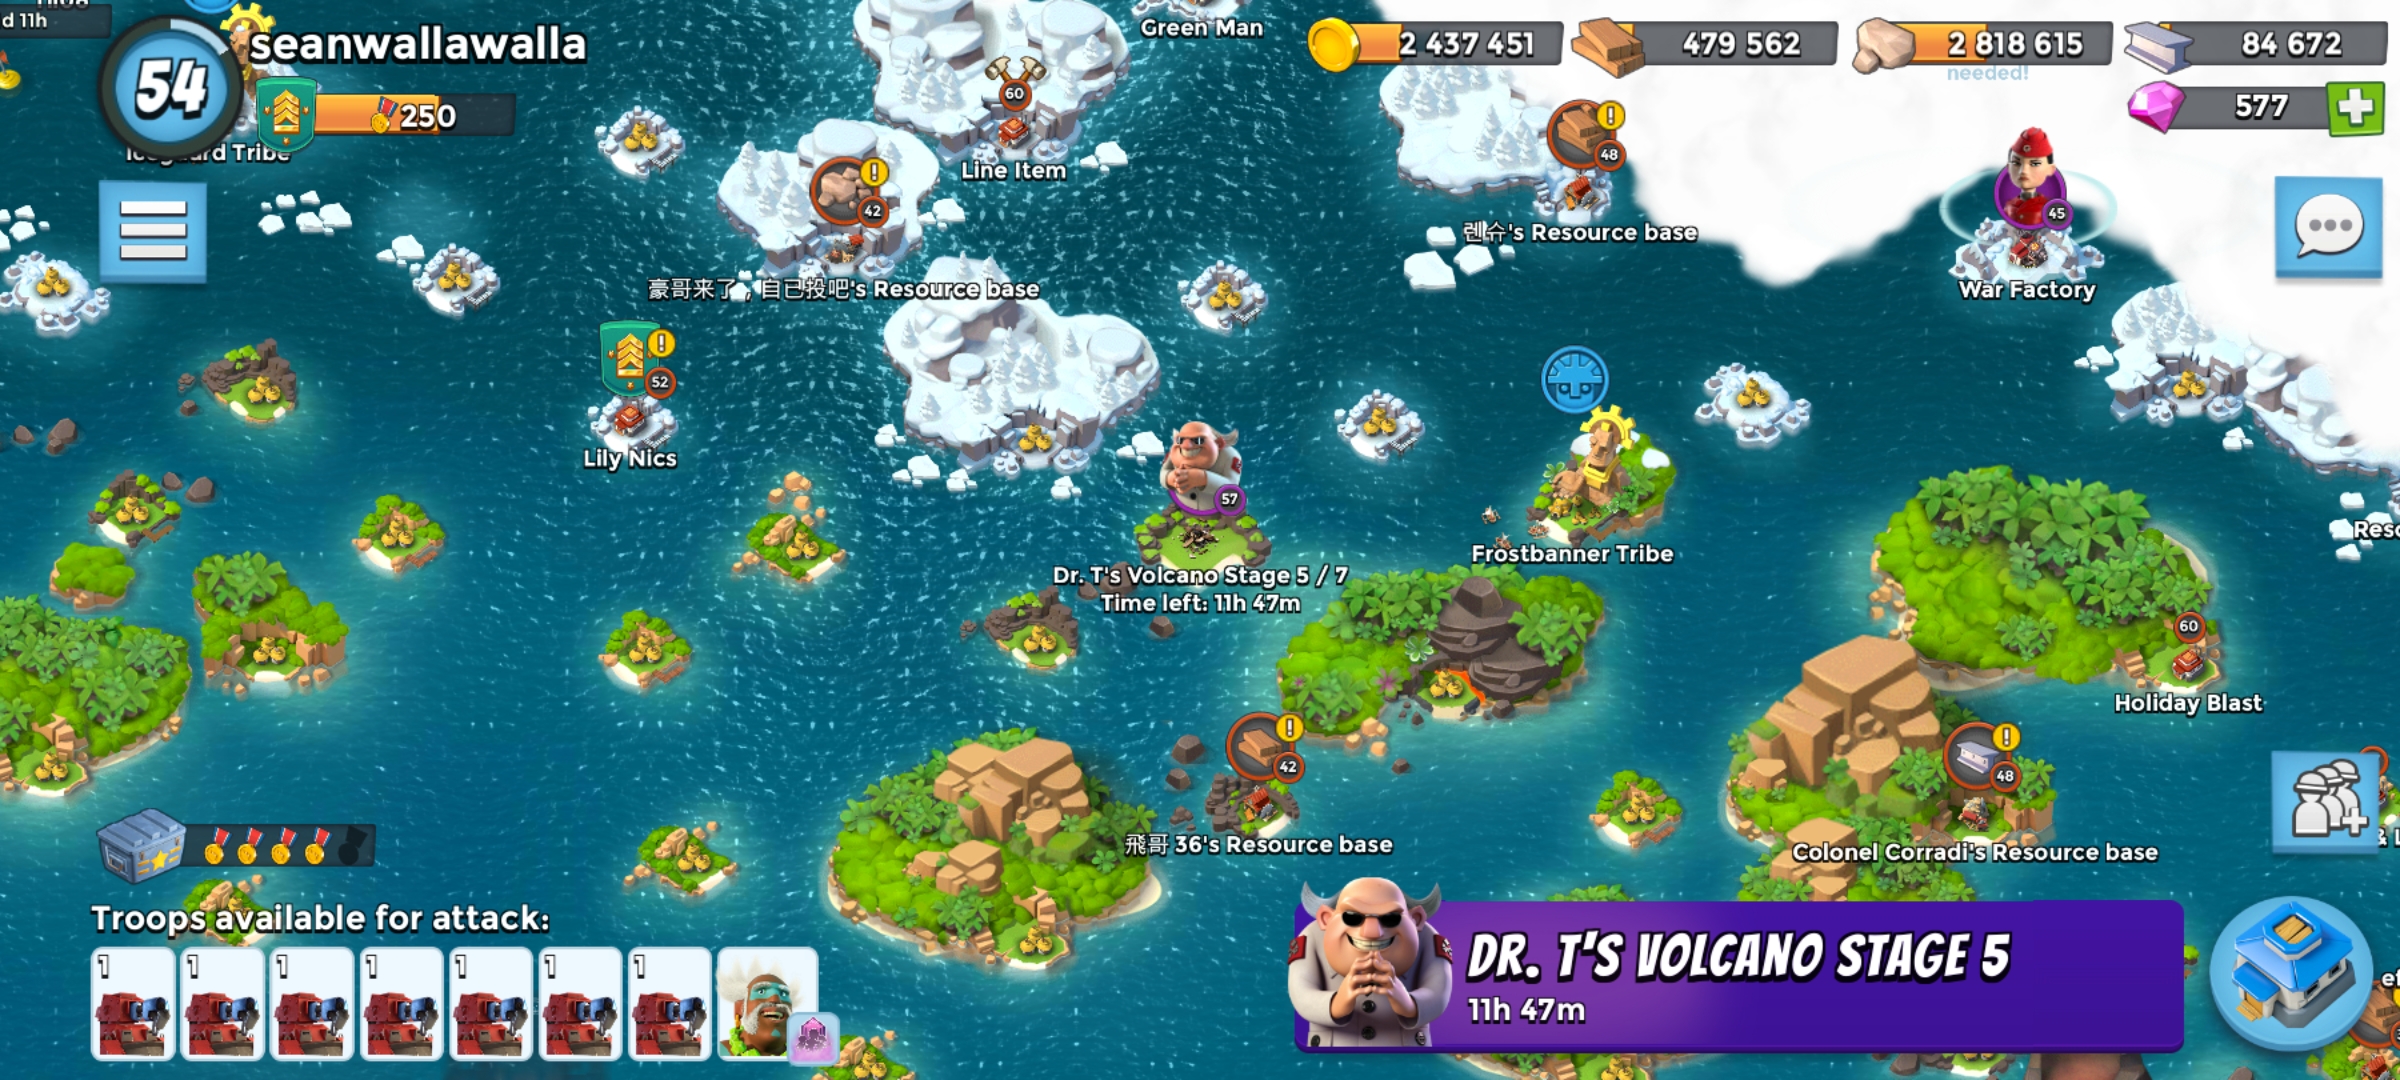 d 11h
54
seanwallawalla
250
Green Man
2 437 451
479 562
2 818 615
84 672
needed!
577
60
Line Item
42
豪哥来了，自已投吧's Resource base
48
렌슈's Resource base
45
War Factory
52
Lily Nics
57
Dr. T's Volcano Stage 5 / 7
Time left: 11h 47m
Frostbanner Tribe
60
Holiday Blast
42
飛哥 36's Resource base
48
Colonel Corradi's Resource base
Troops available for attack:
1 1 1 1 1 1 1
DR. T'S VOLCANO STAGE 5
11h 47m